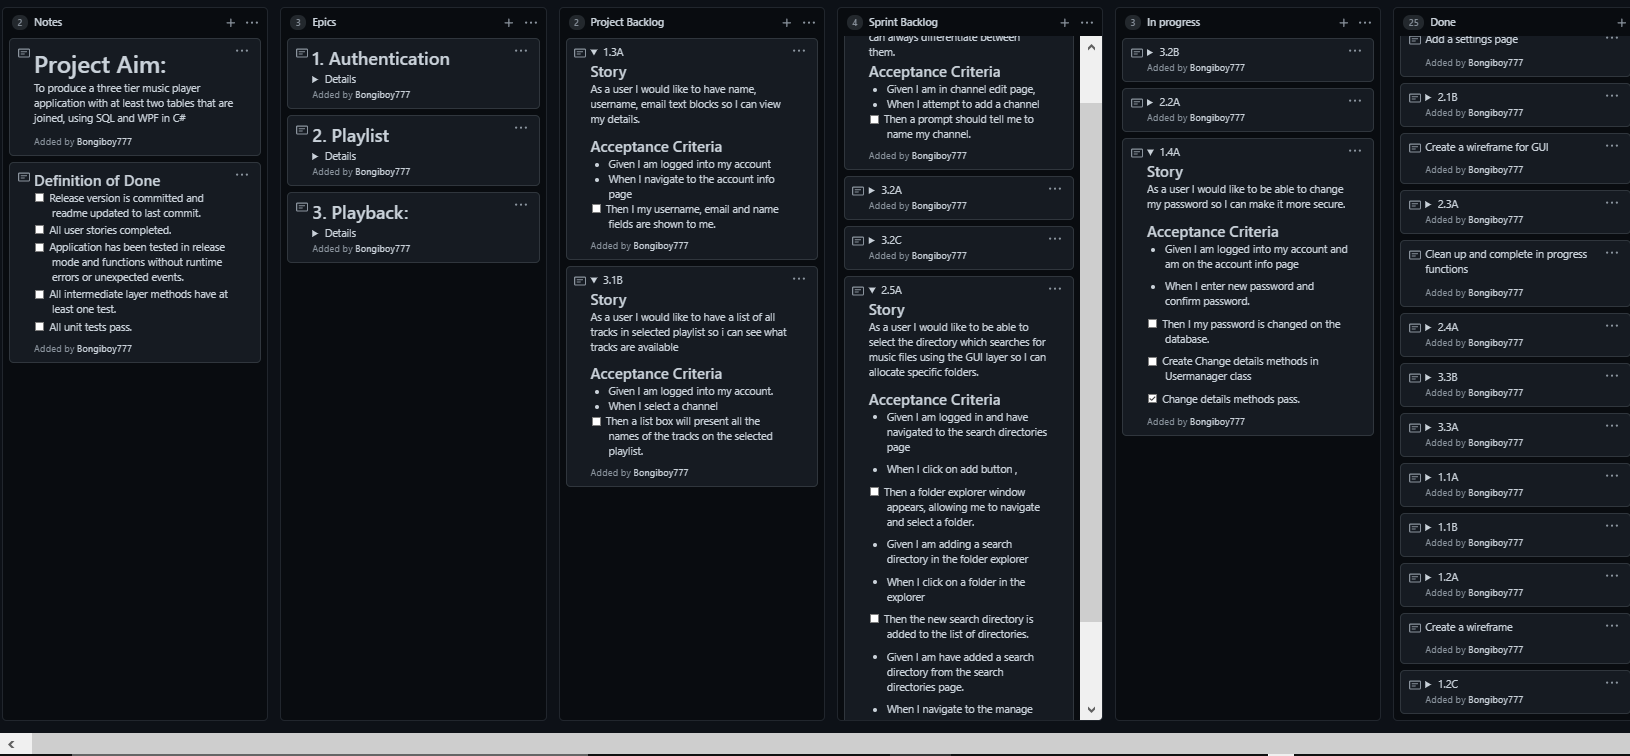 2 Notes
Project Aim:
To produce a three tier music player
application with at least two tables that are
joined, using SQL and WPF in C#
Added by Bongiboy777
Definition of Done
Release version is committed and
readme updated to last commit.
All user stories completed.
Application has been tested in release
mode and functions without runtime
errors or unexpected events.
All intermediate layer methods have at
least one test.
All unit tests pass.
Added by Bongiboy777
3 Epics
1. Authentication
Details
Added by Bongiboy777
2. Playlist
Details
Added by Bongiboy777
3. Playback:
Details
Added by Bongiboy777
2 Project Backlog
1.3A
Story
As a user I would like to have name,
username, email text blocks so I can view
my details.
Acceptance Criteria
Given I am logged into my account
When I navigate to the account info
page
Then I my username, email and name
fields are shown to me.
Added by Bongiboy777
3.1B
Story
As a user I would like to have a list of all
tracks in selected playlist so i can see what
tracks are available
Acceptance Criteria
Given I am logged into my account.
When I select a channel
Then a list box will present all the
names of the tracks on the selected
playlist.
Added by Bongiboy777
4 Sprint Backlog
can always differentiate between
them.
Acceptance Criteria
Given I am in channel edit page,
When I attempt to add a channel
Then a prompt should tell me to
name my channel.
Added by Bongiboy777
3.2A
Added by Bongiboy777
3.2C
Added by Bongiboy777
2.5A
Story
As a user I would like to be able to
select the directory which searches for
music files using the GUI layer so I can
allocate specific folders.
Acceptance Criteria
Given I am logged in and have
navigated to the search directories
page
When I click on add button ,
Then a folder explorer window
appears, allowing me to navigate
and select a folder.
Given I am adding a search
directory in the folder explorer
When I click on a folder in the
explorer
Then the new search directory is
added to the list of directories.
Given I am have added a search
directory from the search
directories page.
When I navigate to the manage
3 In progress
3.2B
Added by Bongiboy777
2.2A
Added by Bongiboy777
1.4A
Story
As a user I would like to be able to change
my password so I can make it more secure.
Acceptance Criteria
Given I am logged into my account and
am on the account info page
When I enter new password and
confirm password.
Then I my password is changed on the
database.
Create Change details methods in
Usermanager class
Change details methods pass.
Added by Bongiboy777
25 Done
Add a settings page
Added by Bongiboy777
2.1B
Added by Bongiboy777
Create a wireframe for GUI
Added by Bongiboy777
2.3A
Added by Bongiboy777
Clean up and complete in progress
functions
Added by Bongiboy777
2.4A
Added by Bongiboy777
3.3B
Added by Bongiboy777
3.3A
Added by Bongiboy777
1.1A
Added by Bongiboy777
1.1B
Added by Bongiboy777
1.2A
Added by Bongiboy777
Create a wireframe
Added by Bongiboy777
1.2C
Added by Bongiboy777